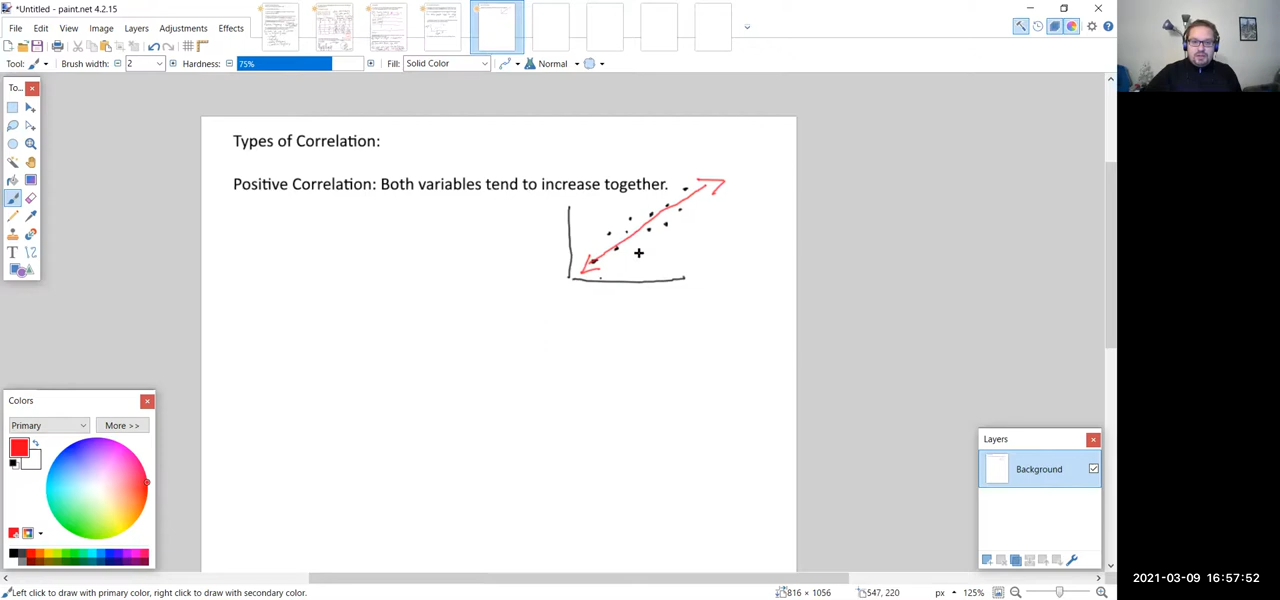 *Untitled - paint.net 4.2.15
File Edit View Image Layers Adjustments Effects
Tool: Brush width: 2 Hardness: 75% Fill: Solid Color Normal
To...
Types of Correlation:
Positive Correlation: Both variables tend to increase together.
Colors
Primary More >>
Layers
Background
2021-03-09 16:57:52
Left click to draw with primary color, right click to draw with secondary color. 816 × 1056 547, 220 px 125%